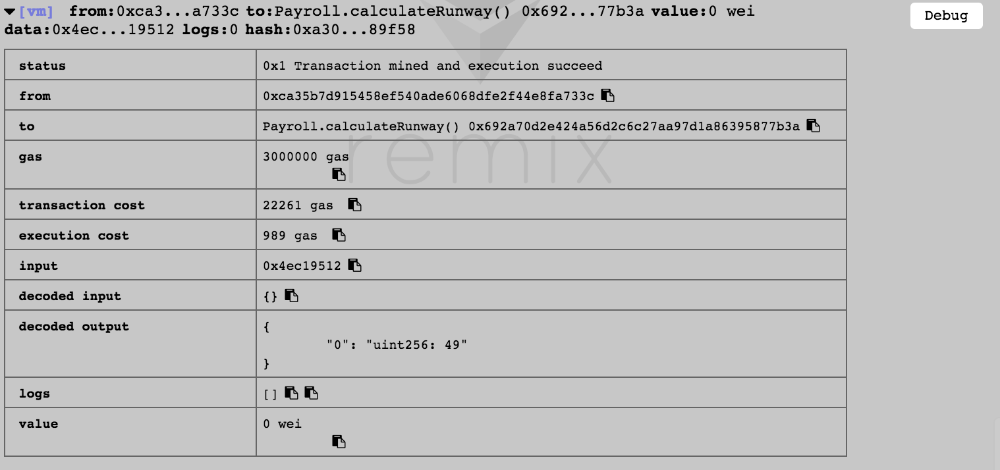 [vm] from:0xca3...a733c to:Payroll.calculateRunway() 0x692...77b3a value:0 wei
data:0x4ec...19512 logs:0 hash:0xa30...89f58
Debug
status 0x1 Transaction mined and execution succeed
from 0xca35b7d915458ef540ade6068dfe2f44e8fa733c
to Payroll.calculateRunway() 0x692a70d2e424a56d2c6c27aa97d1a86395877b3a
remix
gas 3000000 gas
transaction cost 22261 gas
execution cost 989 gas
input 0x4ec19512
decoded input {}
decoded output {
"0": "uint256: 49"
}
logs []
value 0 wei